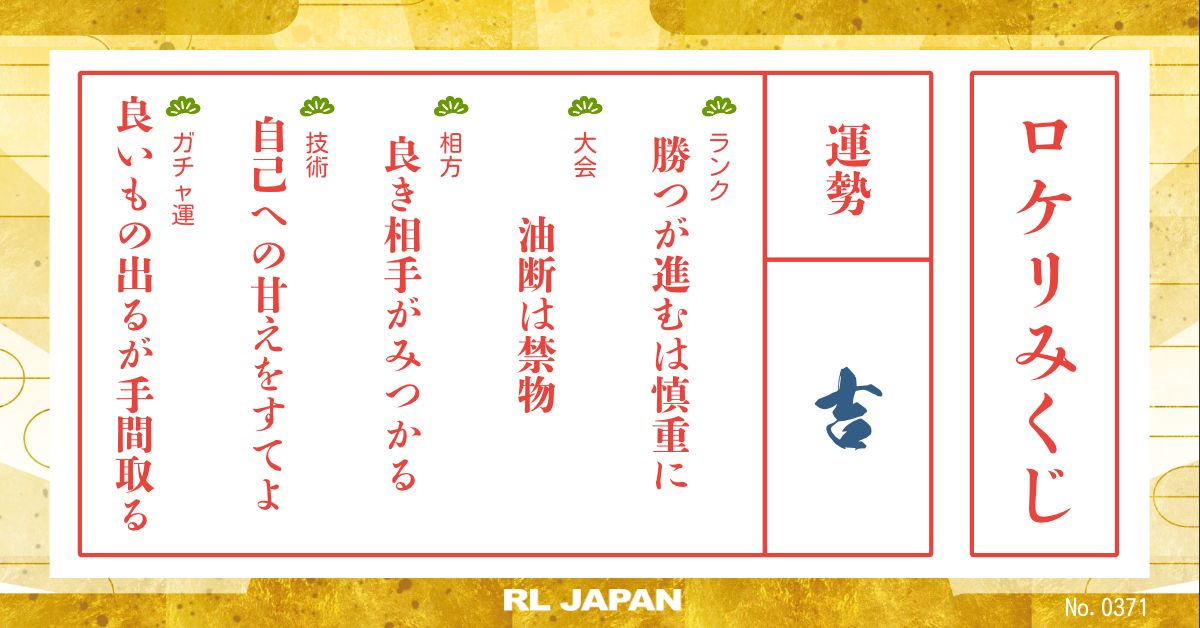 ロケリみくじ
運勢
吉
ランク
勝つが進むは慎重に
大会
油断は禁物
相方
良き相手がみつかる
技術
自己への甘えをすてよ
ガチャ運
良いもの出るが手間取る
RL JAPAN
No. 0371